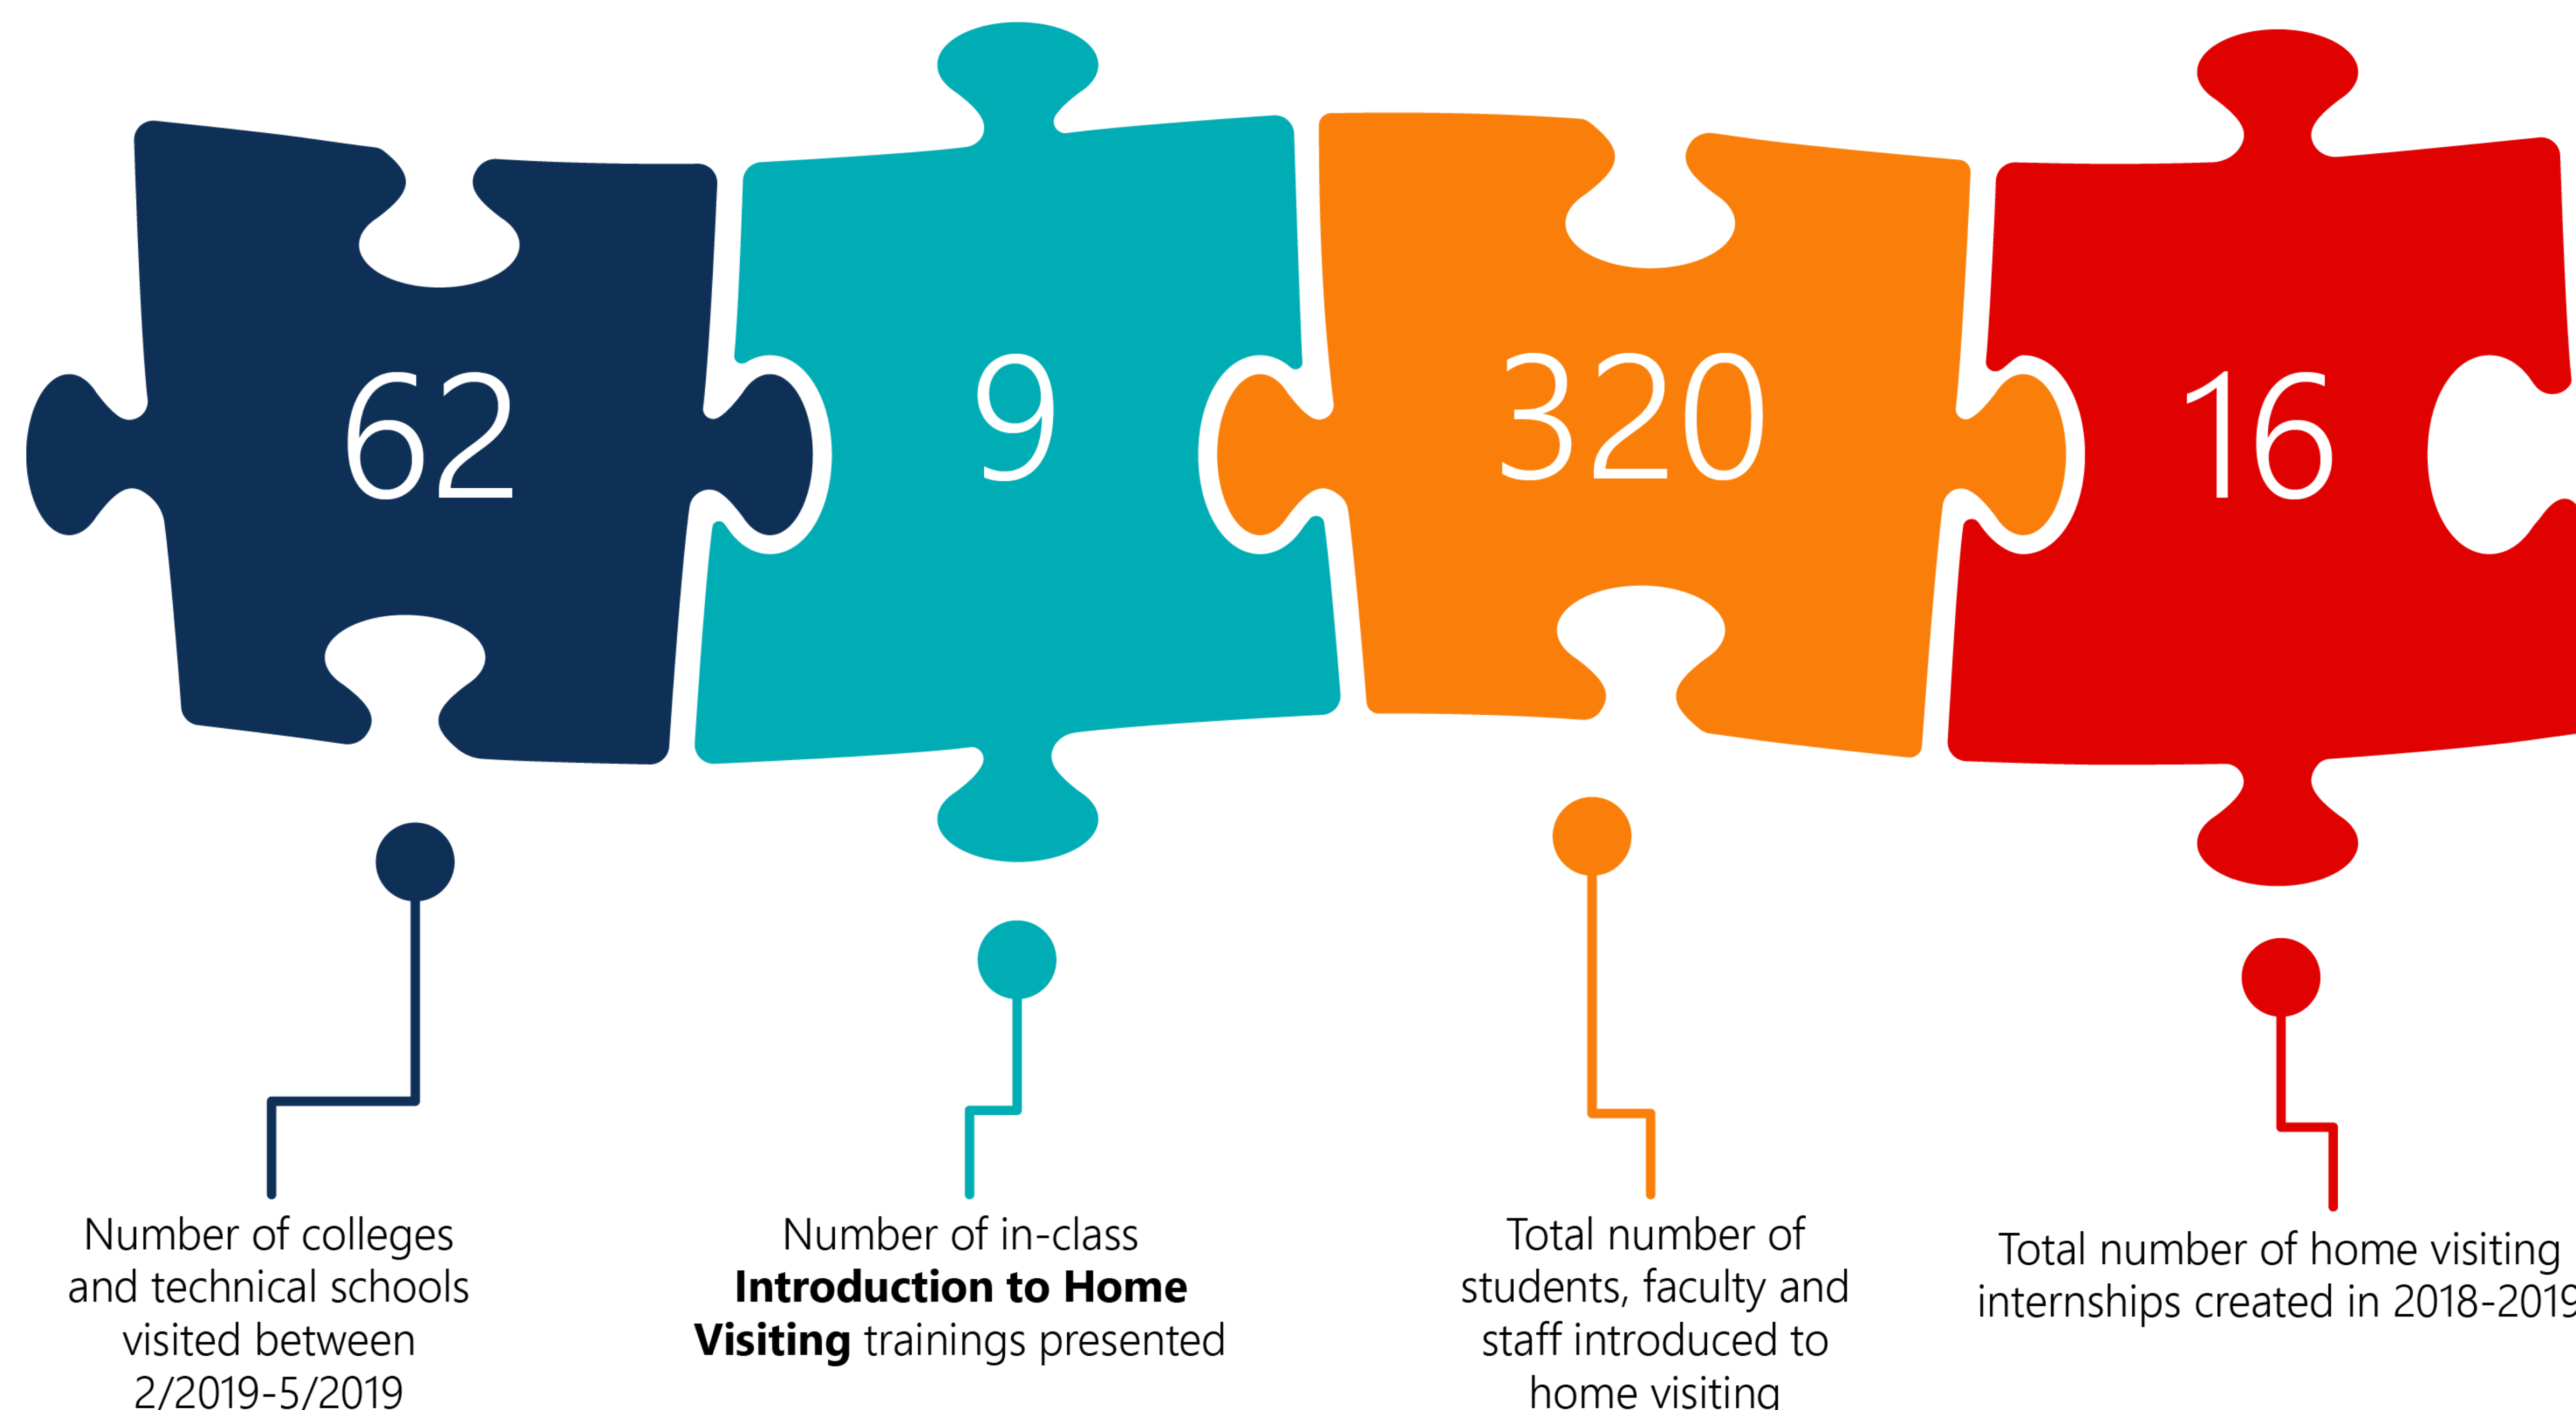 62
9
320
16
Number of colleges
and technical schools
visited between
2/2019-5/2019
Number of in-class
Introduction to Home
Visiting trainings presented
Total number of
students, faculty and
staff introduced to
home visiting
Total number of home visiting
internships created in 2018-2019